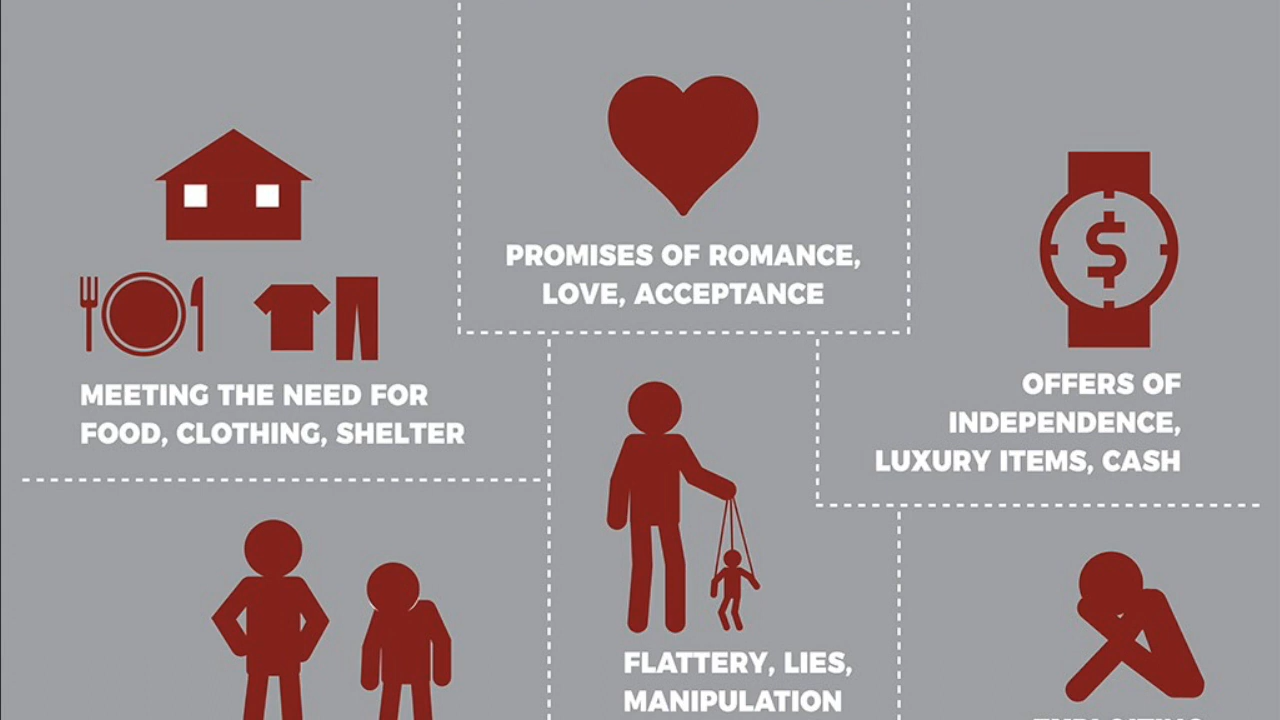 PROMISES OF ROMANCE,
LOVE, ACCEPTANCE
MEETING THE NEED FOR
FOOD, CLOTHING, SHELTER
OFFERS OF
INDEPENDENCE,
LUXURY ITEMS, CASH
FLATTERY, LIES,
MANIPULATION